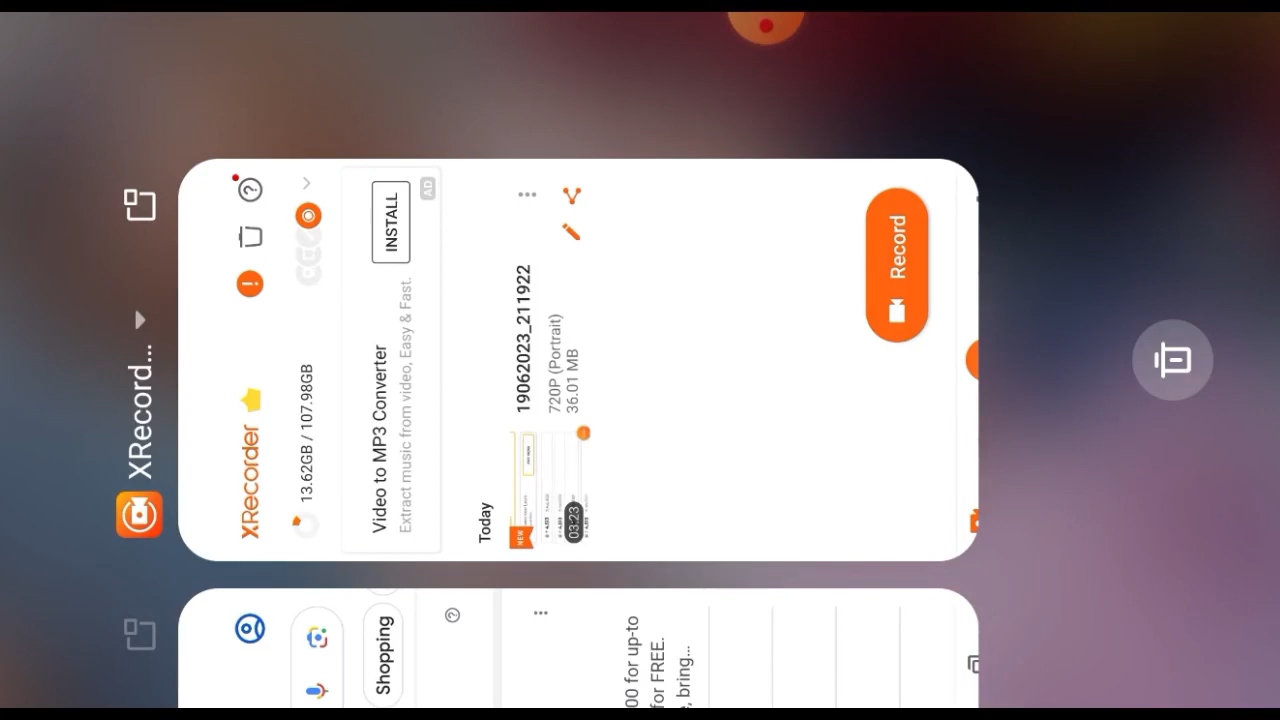 XRecord...
XRecorder
13.62GB / 107.98GB
Video to MP3 Converter
Extract music from video, Easy & Fast.
INSTALL
AD
Today
NEW
03:23
19062023_211922
720P (Portrait)
36.01 MB
Record
Shopping
00 for up-to
for FREE.
, bring...